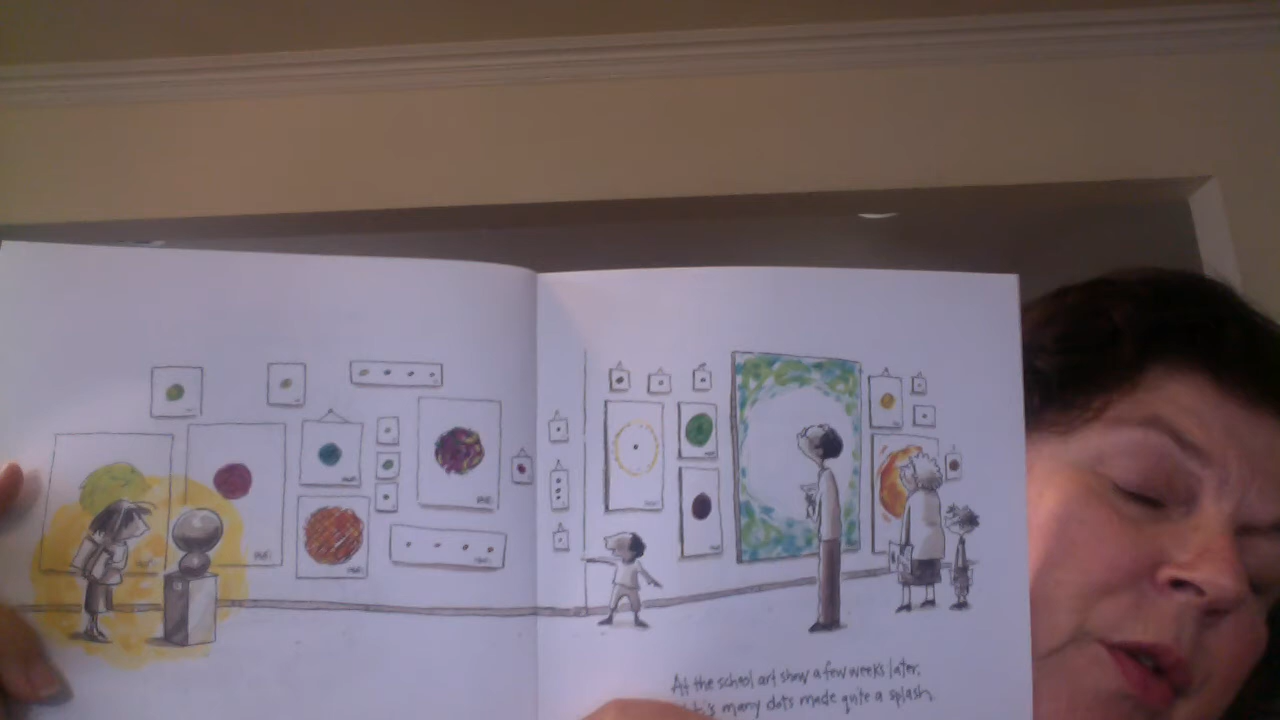 At the school art show a few weeks later,
many dots made quite a splash.